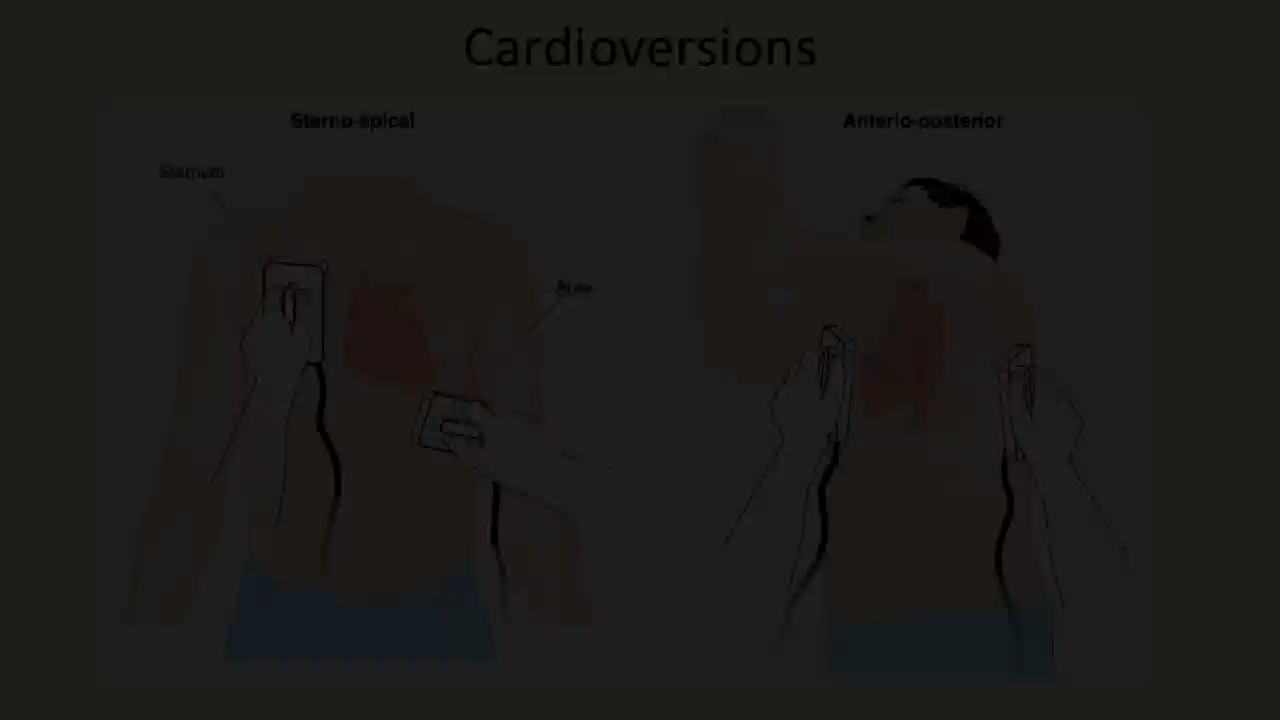 Cardioversions
Sterno-apical
Anterio-posterior
Sternum
Apex